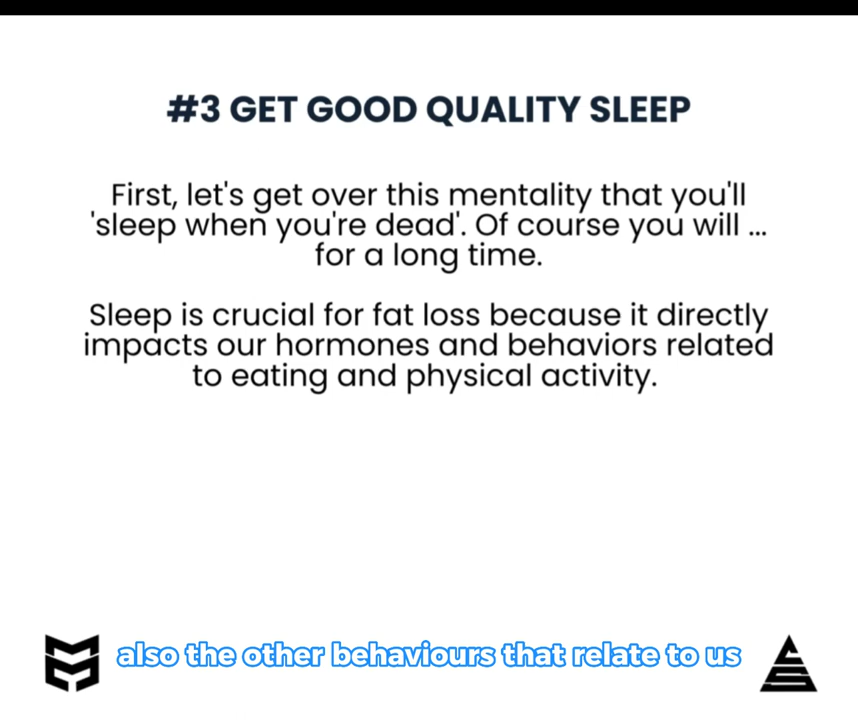 #3 GET GOOD QUALITY SLEEP
First, let's get over this mentality that you'll
'sleep when you're dead'. Of course you will ...
for a long time.
Sleep is crucial for fat loss because it directly
impacts our hormones and behaviors related
to eating and physical activity.
also the other behaviours that relate to us